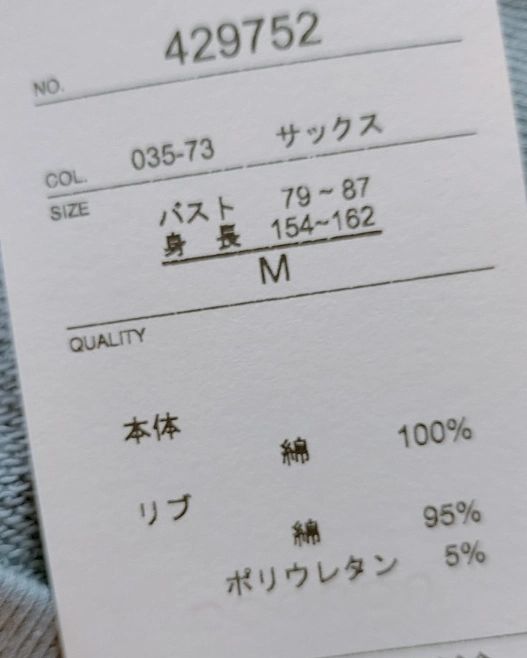 NO. 429752
COL. 035-73 サックス
SIZE バスト 79~87
身長 154~162
M
QUALITY
本体
綿 100%
リブ
綿 95%
ポリウレタン 5%